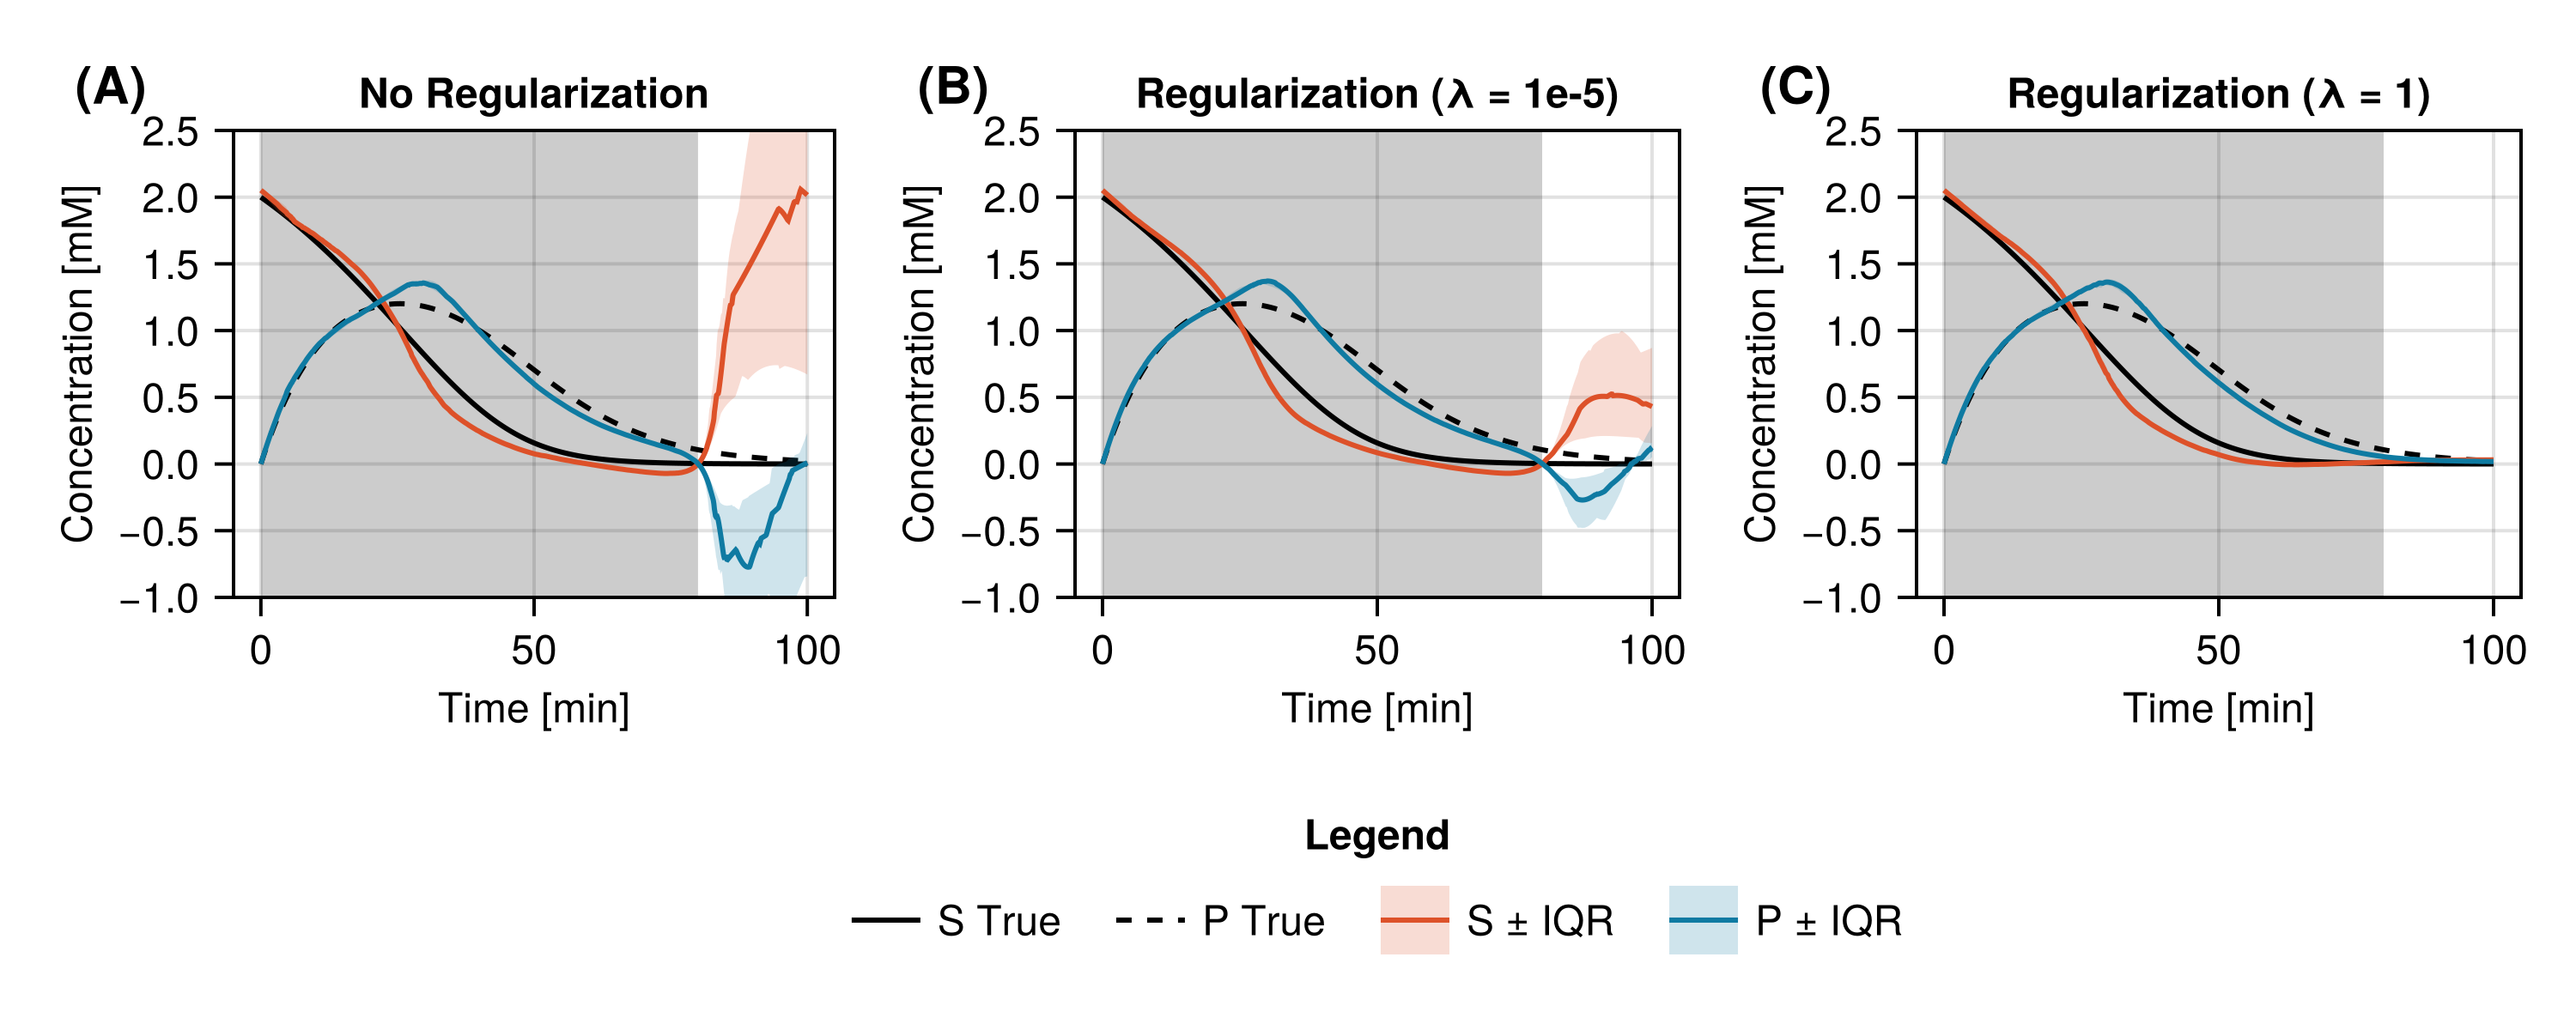 (A) No Regularization
2.5
2.0
1.5
1.0
0.5
0.0
−0.5
−1.0
Concentration [mM]
0 50 100
Time [min]
(B) Regularization (λ = 1e-5)
2.5
2.0
1.5
1.0
0.5
0.0
−0.5
−1.0
Concentration [mM]
0 50 100
Time [min]
(C) Regularization (λ = 1)
2.5
2.0
1.5
1.0
0.5
0.0
−0.5
−1.0
Concentration [mM]
0 50 100
Time [min]
Legend
S True P True S ± IQR P ± IQR